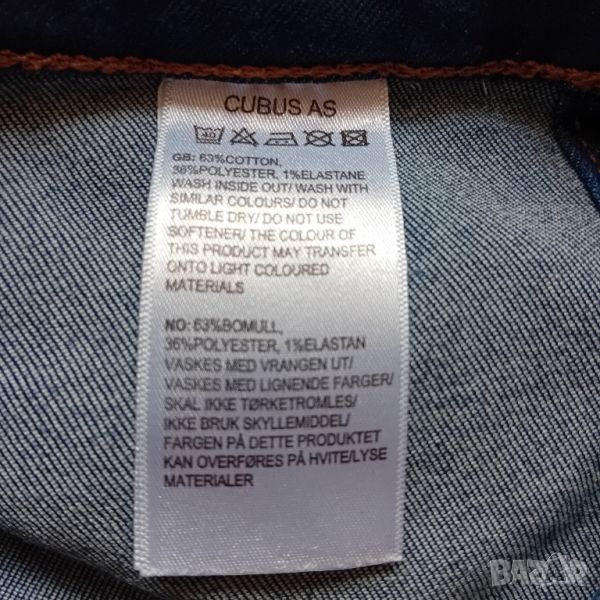 CUBUS AS
GB: 63%COTTON,
36%POLYESTER, 1%ELASTANE
WASH INSIDE OUT/ WASH WITH
SIMILAR COLOURS/ DO NOT
TUMBLE DRY/ DO NOT USE
SOFTENER/ THE COLOUR OF
THIS PRODUCT MAY TRANSFER
ONTO LIGHT COLOURED
MATERIALS
NO: 63%BOMULL,
36%POLYESTER, 1%ELASTAN
VASKES MED VRANGEN UT/
VASKES MED LIGNENDE FARGER/
SKAL IKKE TØRKETROMLES/
IKKE BRUK SKYLLEMIDDEL/
FARGEN PÅ DETTE PRODUKTET
KAN OVERFØRES PÅ HVITE/LYSE
MATERIALER
BAZAR